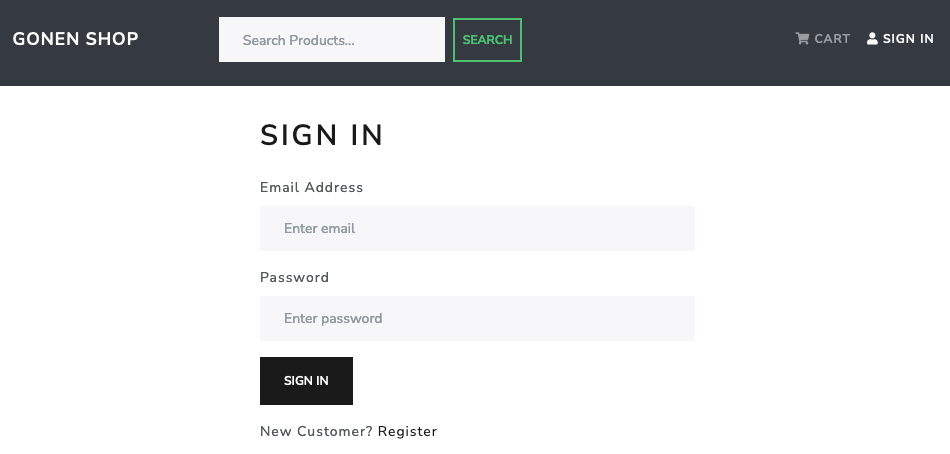 GONEN SHOP
Search Products...
SEARCH
CART
SIGN IN
SIGN IN
Email Address
Enter email
Password
Enter password
SIGN IN
New Customer? Register